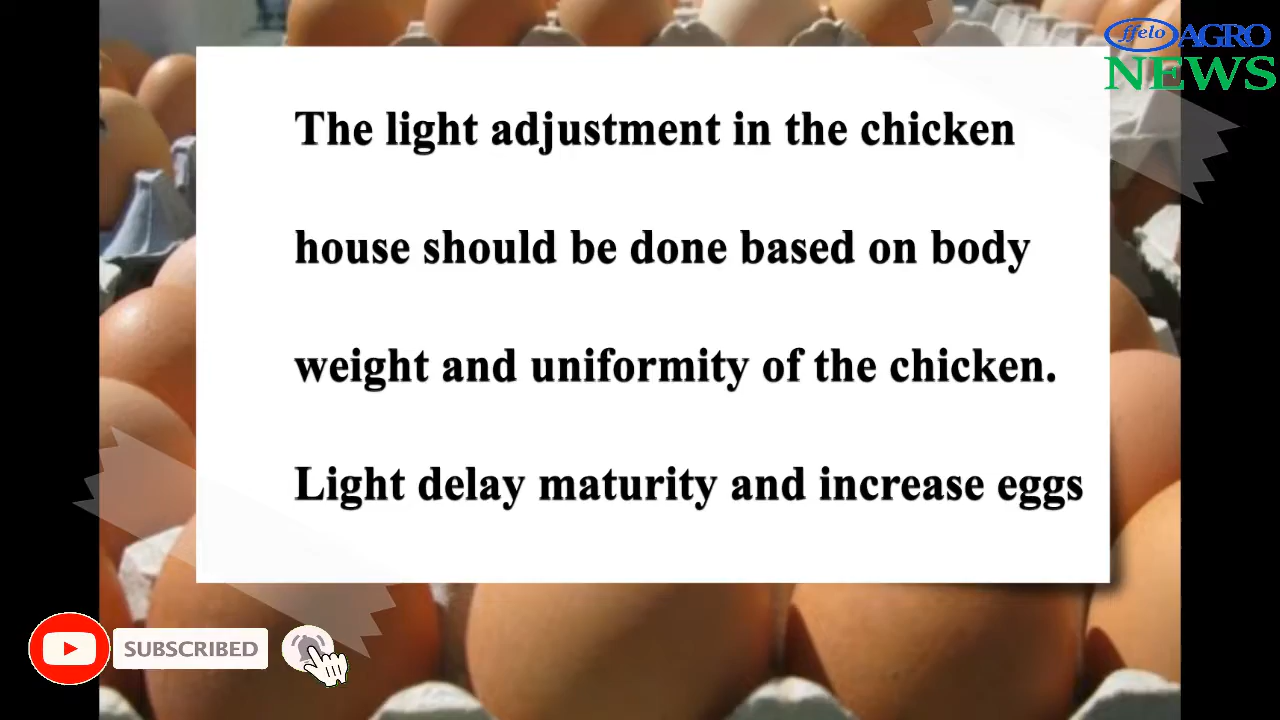 ffelo AGRO
NEWS
The light adjustment in the chicken
house should be done based on body
weight and uniformity of the chicken.
Light delay maturity and increase eggs
SUBSCRIBED